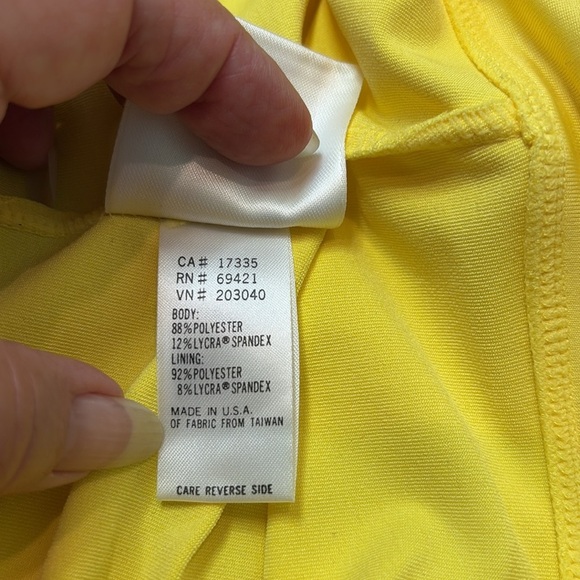 CA# 17335
RN# 69421
VN# 203040
BODY:
88% POLYESTER
12% LYCRA® SPANDEX
LINING:
92% POLYESTER
8% LYCRA® SPANDEX
MADE IN U.S.A.
OF FABRIC FROM TAIWAN
CARE REVERSE SIDE